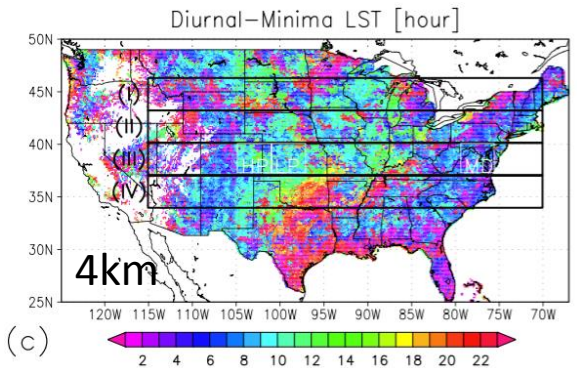 Diurnal-Minima LST [hour]
50N
45N
(I)
(II)
40N
(III)
35N
(IV)
30N
4km
25N
120W 115W 110W 105W 100W 95W 90W 85W 80W 75W 70W
(c)
2 4 6 8 10 12 14 16 18 20 22